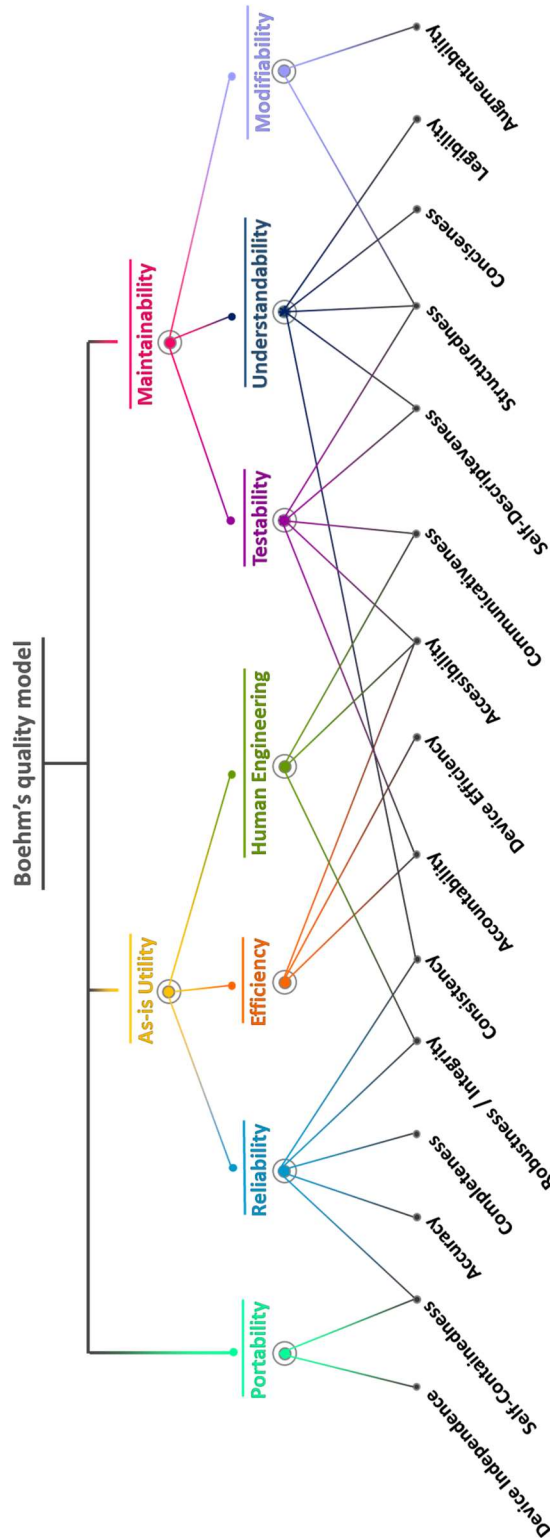 Boehm's quality model
Portability
As-is Utility
Maintainability
Reliability
Efficiency
Human Engineering
Testability
Understandability
Modifiability
Device Independence
Self-Containedness
Accuracy
Completeness
Robustness / Integrity
Consistency
Accountability
Device Efficiency
Accessibility
Communicativeness
Self-Descripteveness
Structuredness
Conciseness
Legibility
Augmentability